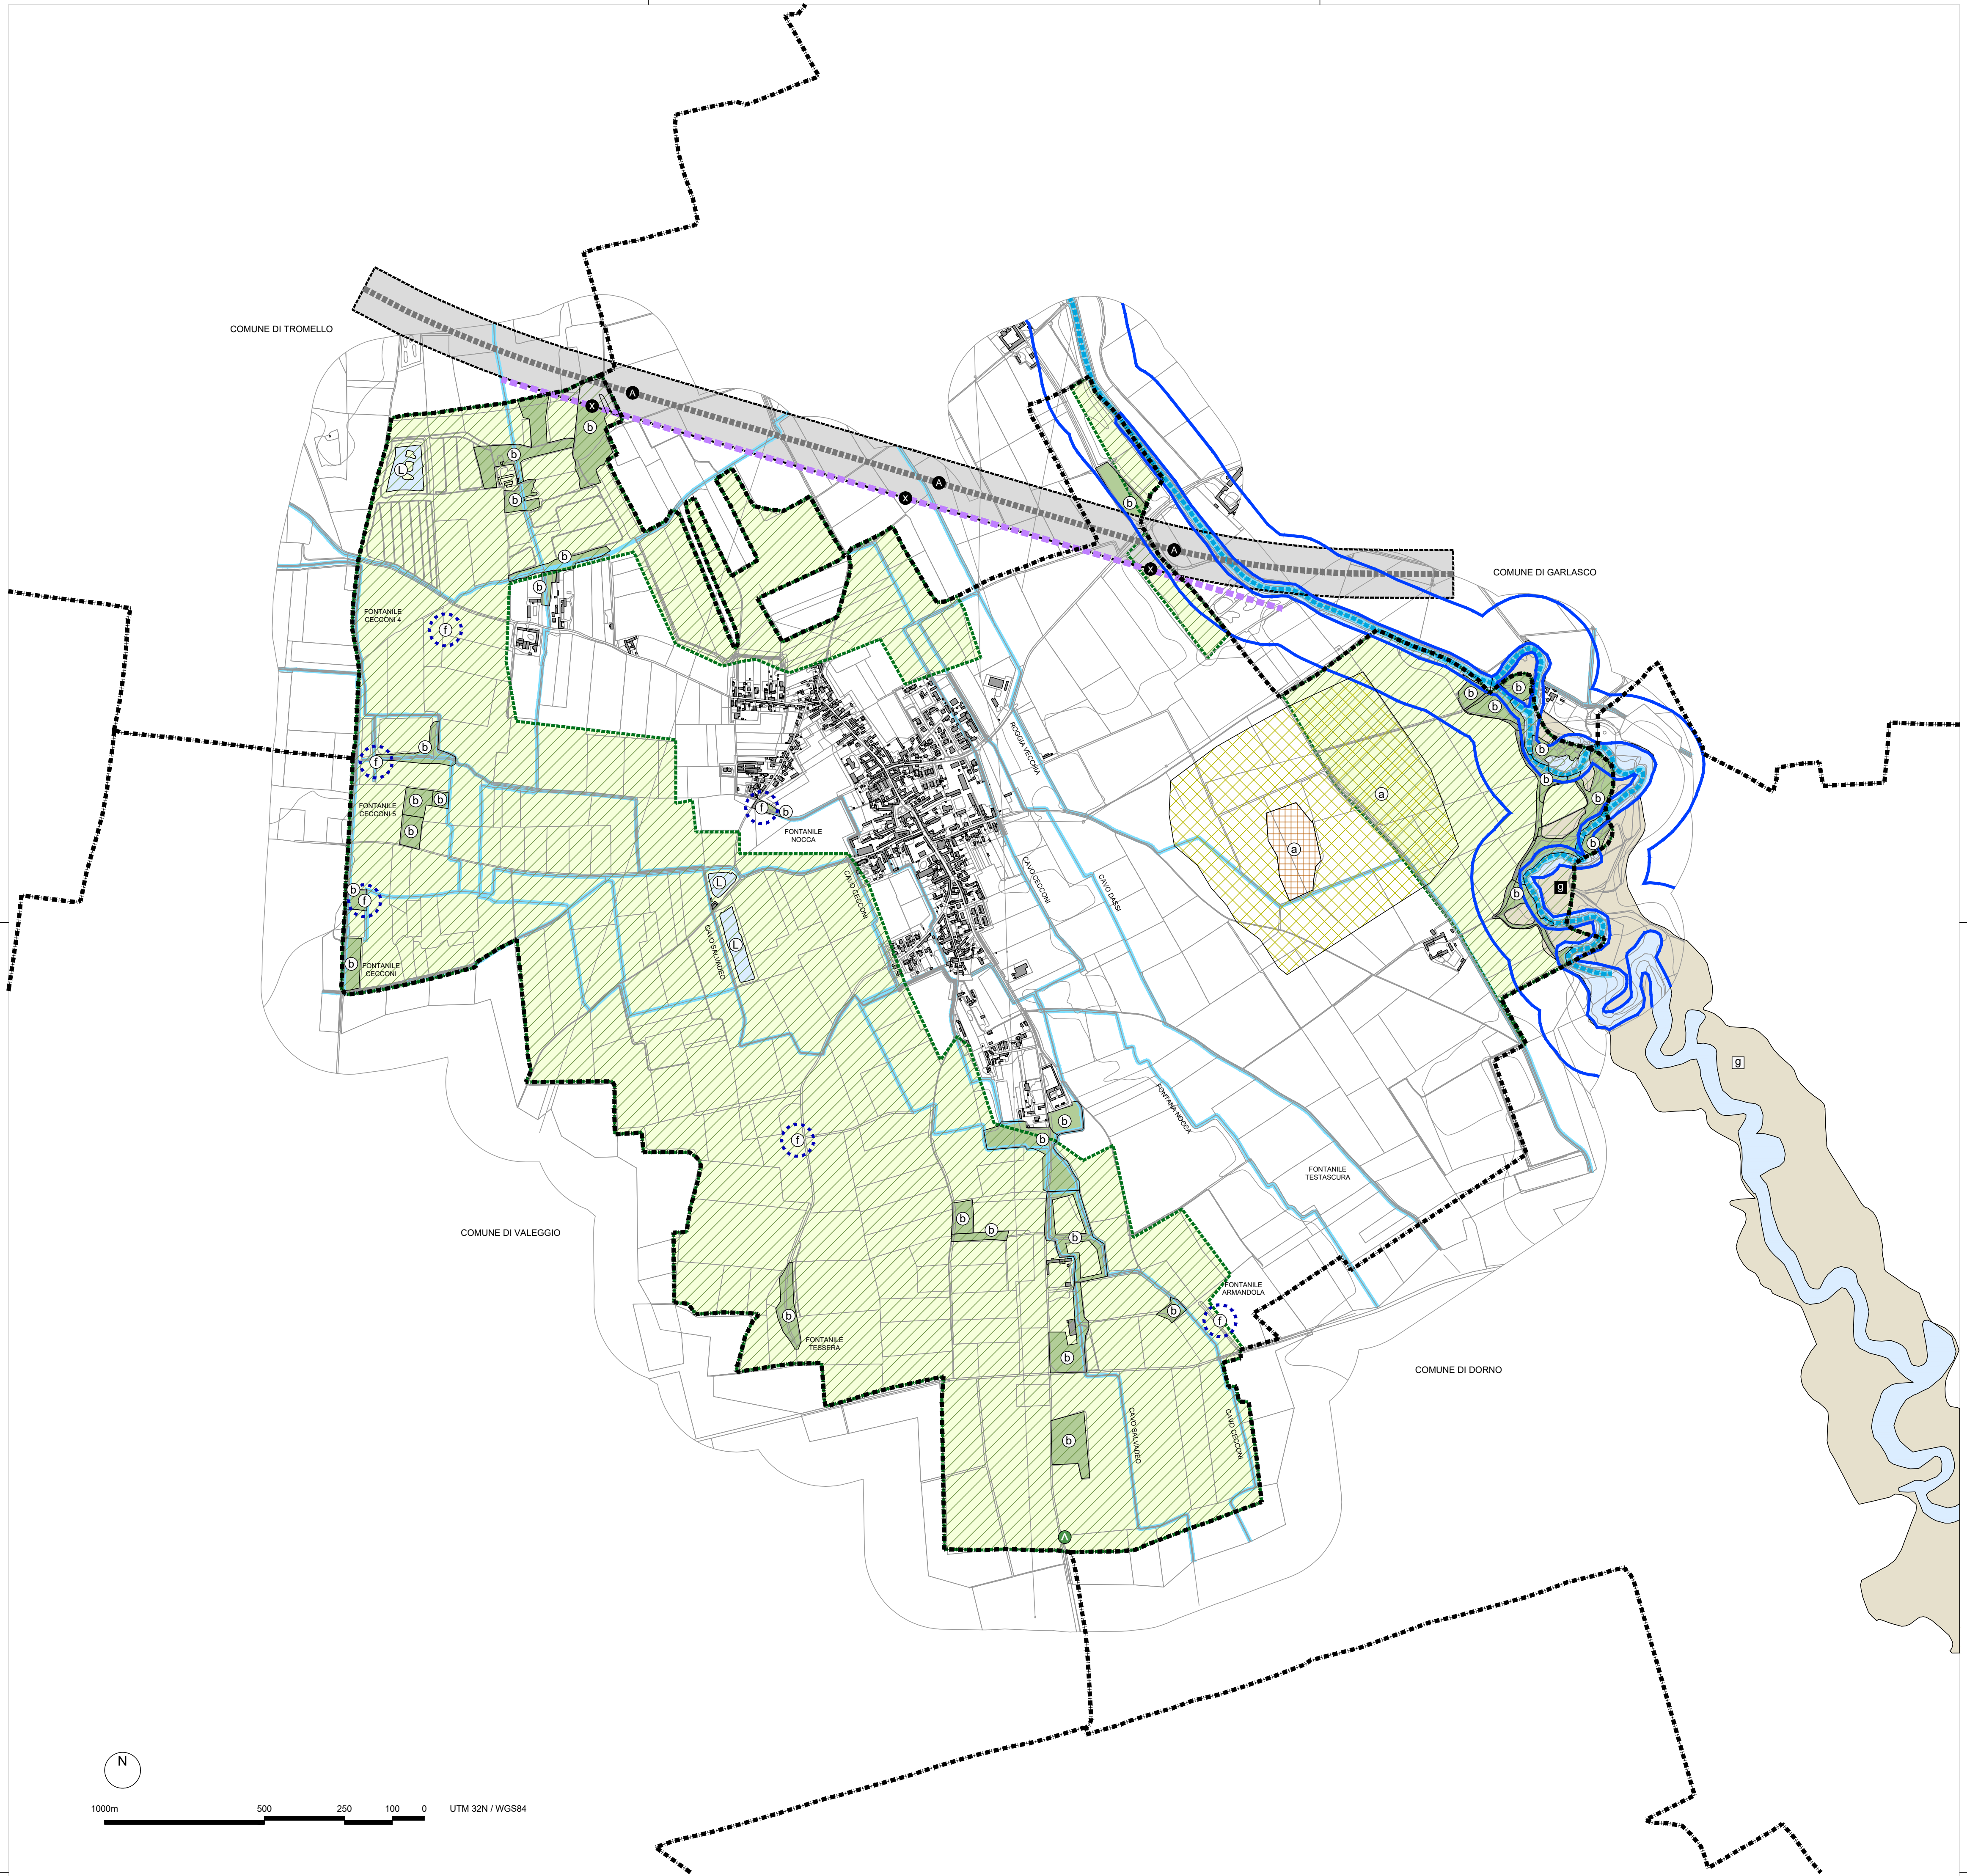 COMUNE DI TROMELLO
A
x
b
b
L
b
A
x
b
A
x
COMUNE DI GARLASCO
b
b
FONTANILE
CECCONI 4
f
b
b
b
ROGGIA VECCHIA
b
f
b
b
a
b
b
b
FONTANILE
CECCONI 5
f
b
b
FONTANILE
NOCCA
b
a
CAVO CECCONI
CAVO CECCONI
CAVO DASSI
L
b
f
g
b
L
CAVO SALVADEO
b
FONTANILE
CECCONI
g
FONTANA NOCCA
b
b
f
FONTANILE
TESTASCURA
COMUNE DI VALEGGIO
b
b
b
FONTANILE
ARMANDOLA
b
b
f
FONTANILE
TESSERA
b
COMUNE DI DORNO
CAVO SALVADEO
CAVO CECCONI
b
V
N
1000m 500 250 100 0 UTM 32N / WGS84